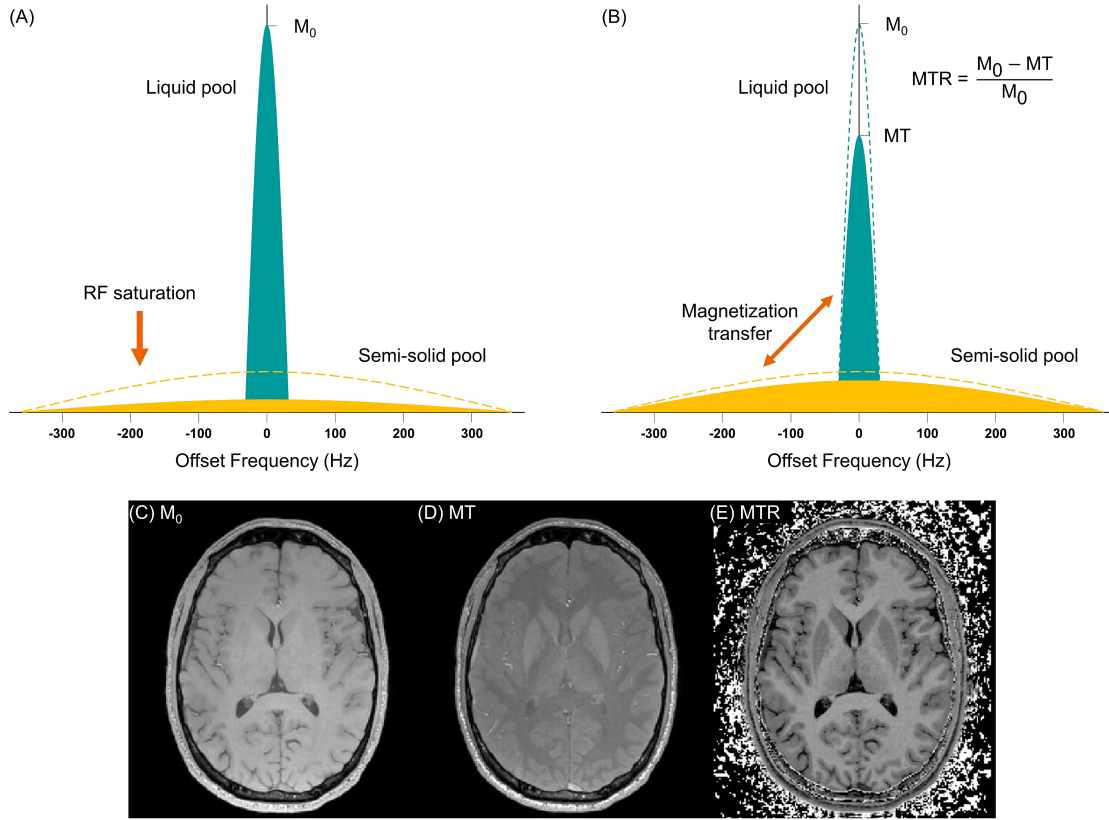 (A)
M₀
Liquid pool
RF saturation
Semi-solid pool
-300 -200 -100 0 100 200 300
Offset Frequency (Hz)
(B)
M₀
Liquid pool
MTR = M₀ – MT / M₀
MT
Magnetization
transfer
Semi-solid pool
-300 -200 -100 0 100 200 300
Offset Frequency (Hz)
(C) M₀
(D) MT
(E) MTR